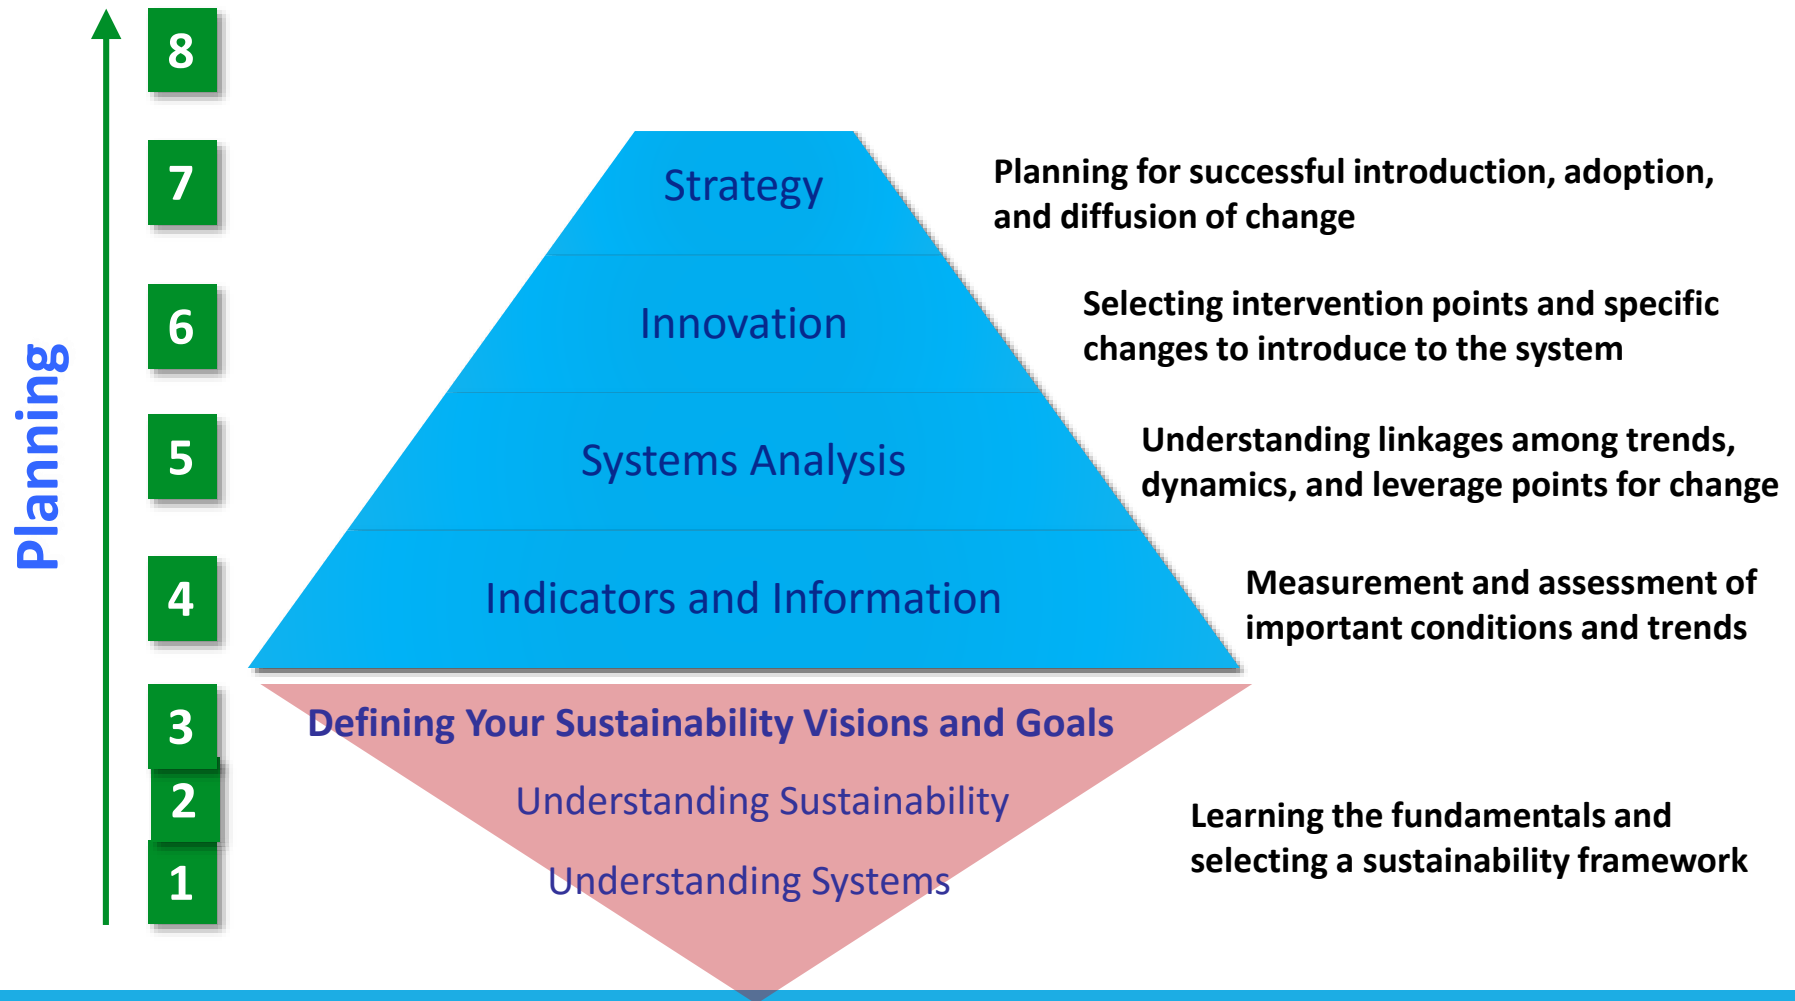 Planning
8
7
Strategy
Planning for successful introduction, adoption,
and diffusion of change
6
Innovation
Selecting intervention points and specific
changes to introduce to the system
5
Systems Analysis
Understanding linkages among trends,
dynamics, and leverage points for change
4
Indicators and Information
Measurement and assessment of
important conditions and trends
3
Defining Your Sustainability Visions and Goals
2
Understanding Sustainability
Learning the fundamentals and
selecting a sustainability framework
1
Understanding Systems